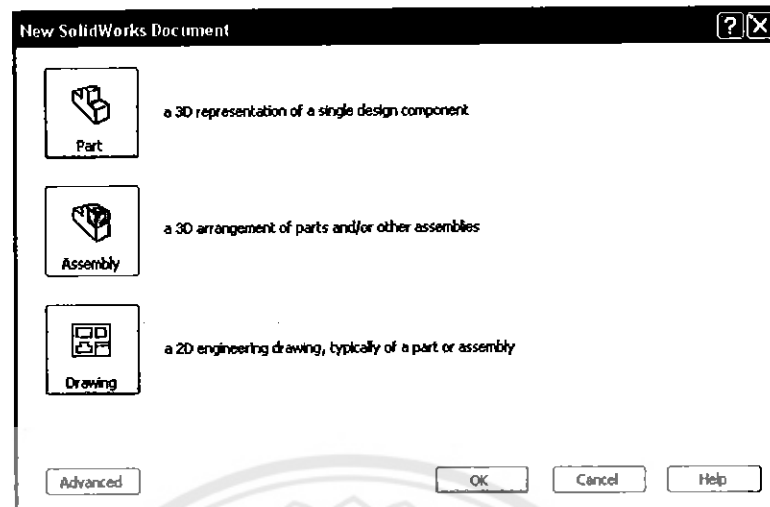 New SolidWorks Document
Part
a 3D representation of a single design component
Assembly
a 3D arrangement of parts and/or other assemblies
Drawing
a 2D engineering drawing, typically of a part or assembly
Advanced
OK
Cancel
Help